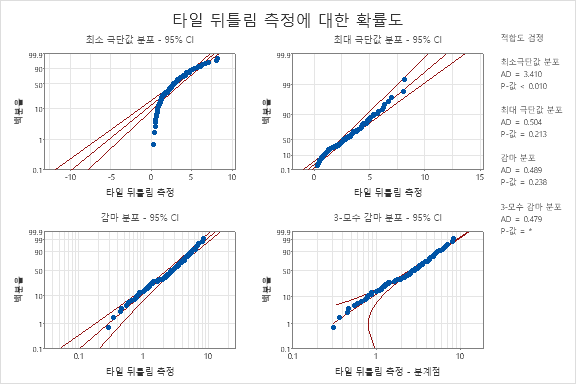 타일 뒤틀림 측정에 대한 확률도
최소 극단값 분포 - 95% CI
99.9
90
50
10
1
0.1
백분율
-10
-5
0
5
10
타일 뒤틀림 측정
최대 극단값 분포 - 95% CI
99.9
99
90
50
10
0.1
백분율
0
5
10
15
타일 뒤틀림 측정
적합도 검정
최소극단값 분포
AD = 3.410
P-값 < 0.010
최대 극단값 분포
AD = 0.504
P-값 = 0.213
감마 분포
AD = 0.489
P-값 = 0.238
3-모수 감마 분포
AD = 0.479
P-값 = *
감마 분포 - 95% CI
99.9
99
90
50
10
1
0.1
백분율
0.1
1
10
타일 뒤틀림 측정
3-모수 감마 분포 - 95% CI
99.9
99
90
50
10
1
0.1
백분율
0.1
1
10
타일 뒤틀림 측정 - 분계점